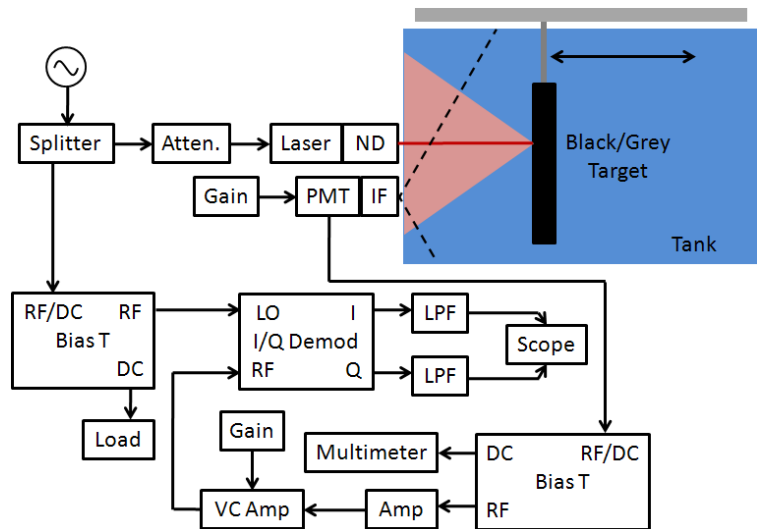 Splitter
Atten.
Laser
ND
Black/Grey
Target
Gain
PMT
IF
Tank
RF/DC
RF
Bias T
DC
Load
LO
I
I/Q Demod
RF
Q
LPF
LPF
Scope
Gain
Multimeter
VC Amp
Amp
DC
RF/DC
Bias T
RF